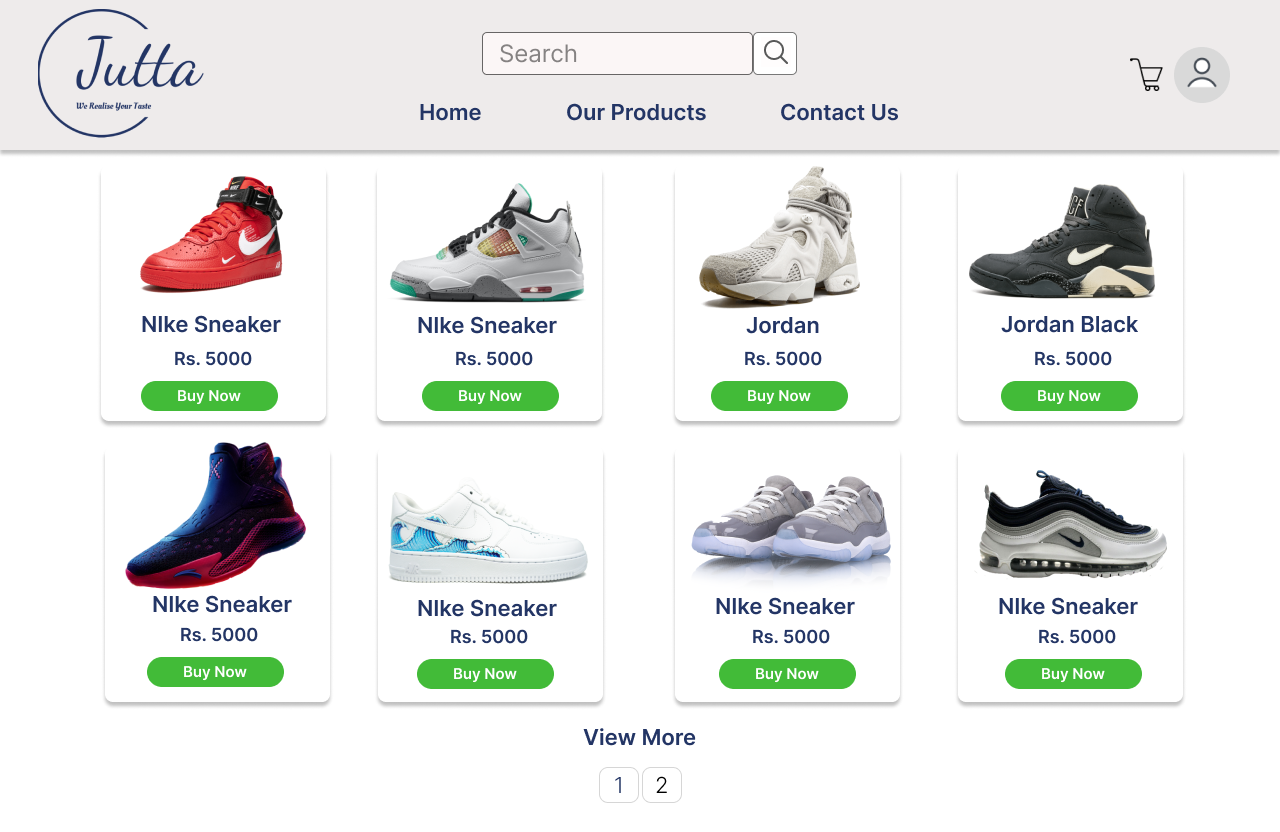 Jutta
We Realise Your Taste
Search
Home Our Products Contact Us
NIke Sneaker NIke Sneaker Jordan Jordan Black
Rs. 5000 Rs. 5000 Rs. 5000 Rs. 5000
Buy Now Buy Now Buy Now Buy Now
NIke Sneaker NIke Sneaker NIke Sneaker NIke Sneaker
Rs. 5000 Rs. 5000 Rs. 5000 Rs. 5000
Buy Now Buy Now Buy Now Buy Now
View More
1 2